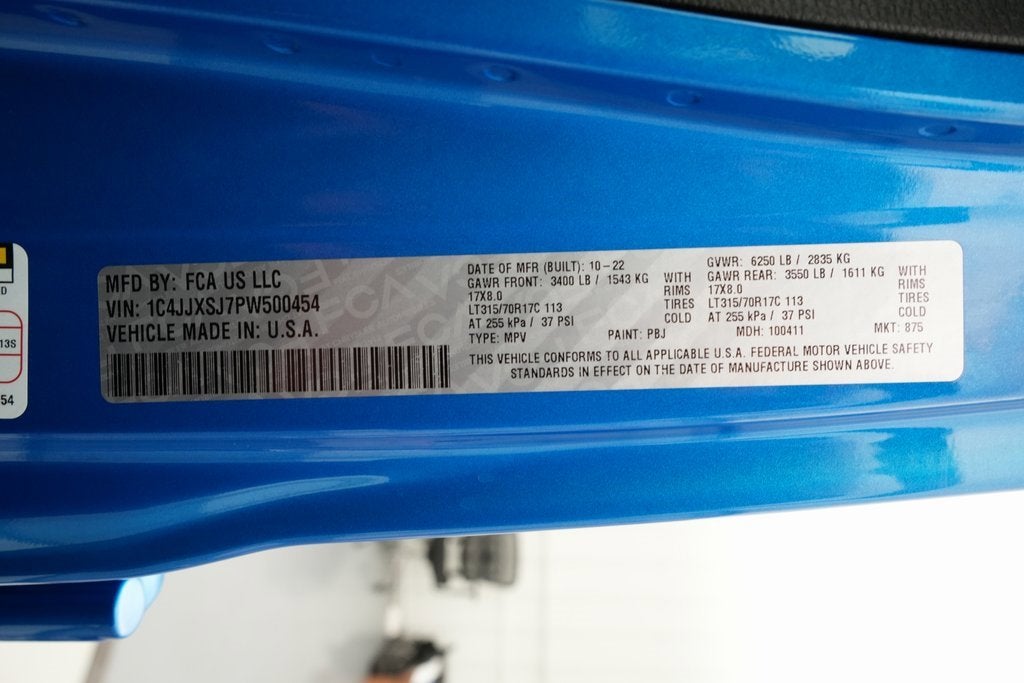 MFD BY: FCA US LLC
VIN: 1C4JJXSJ7PW500454
VEHICLE MADE IN: U.S.A.
DATE OF MFR (BUILT): 10-22
GAWR FRONT: 3400 LB / 1543 KG WITH
17X8.0 RIMS
LT315/70R17C 113 TIRES
AT 255 kPa / 37 PSI COLD
TYPE: MPV PAINT: PBJ
GVWR: 6250 LB / 2835 KG
GAWR REAR: 3550 LB / 1611 KG WITH
17X8.0 RIMS
LT315/70R17C 113 TIRES
AT 255 kPa / 37 PSI COLD
MDH: 100411 MKT: 875
THIS VEHICLE CONFORMS TO ALL APPLICABLE U.S.A. FEDERAL MOTOR VEHICLE SAFETY
STANDARDS IN EFFECT ON THE DATE OF MANUFACTURE SHOWN ABOVE.
D
13S
54